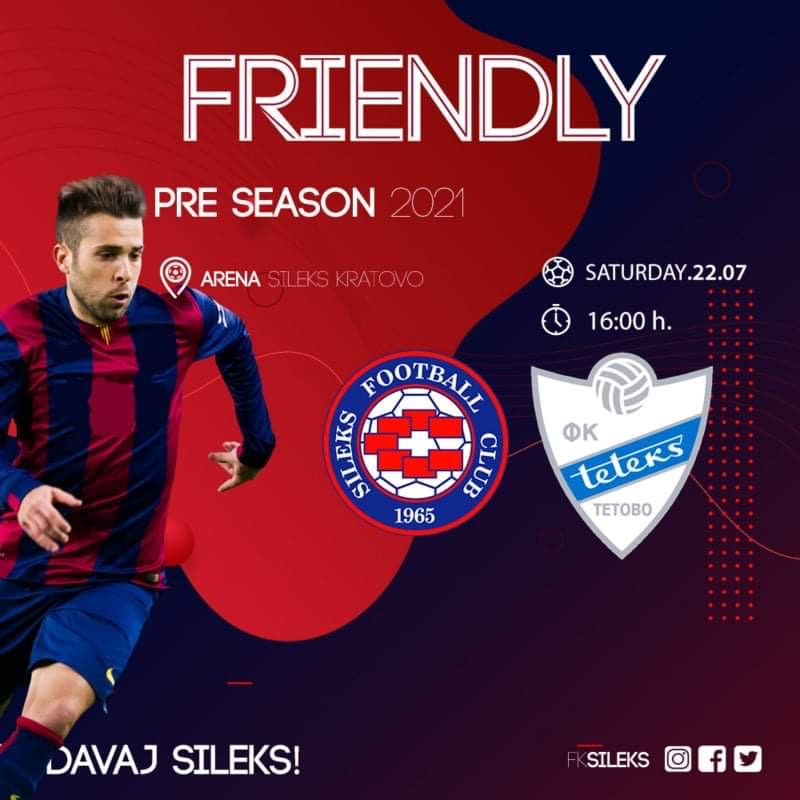 FRIENDLY
PRE SEASON 2021
ARENA SILEKS KRATOVO
SATURDAY.22.07
16:00 h.
SILEKS FOOTBALL CLUB
1965
ФК
teteks
ТЕТОВО
DAVAJ SILEKS!
FKSILEKS